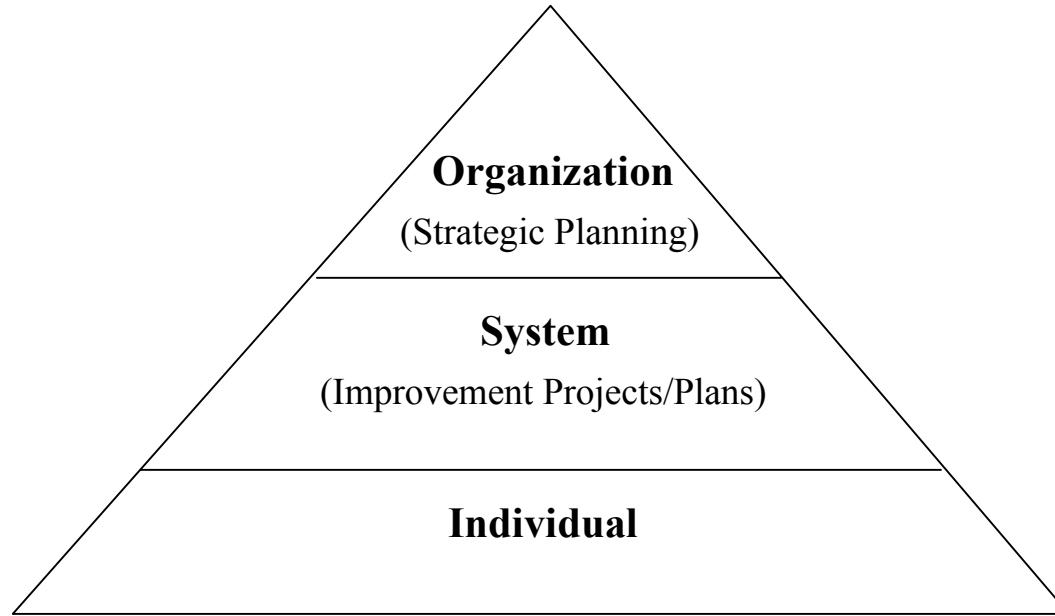 Organization
(Strategic Planning)
System
(Improvement Projects/Plans)
Individual